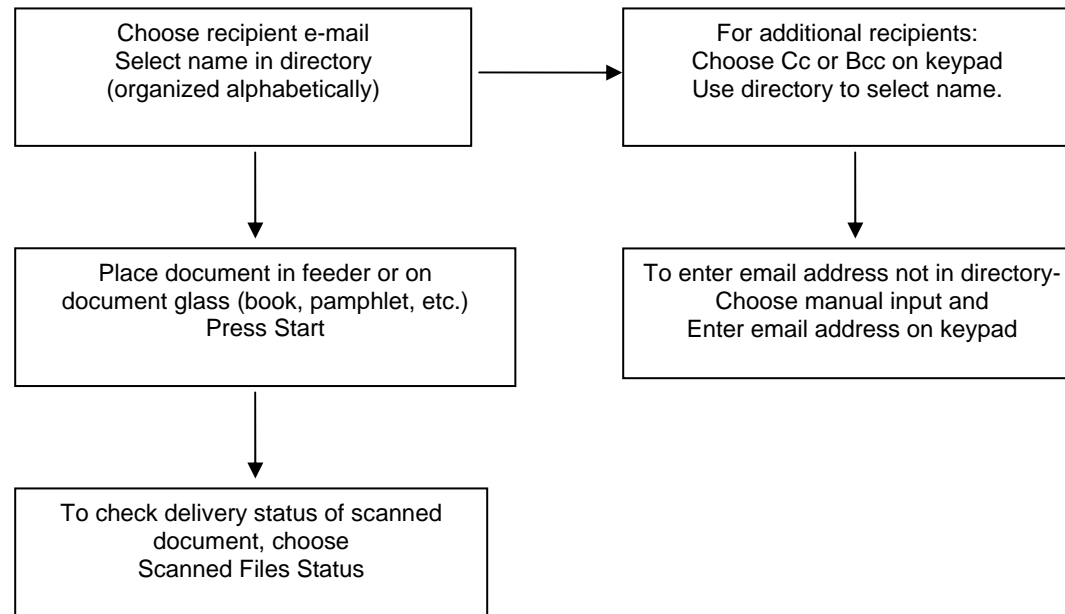 Choose recipient e-mail
Select name in directory
(organized alphabetically)
For additional recipients:
Choose Cc or Bcc on keypad
Use directory to select name.
Place document in feeder or on
document glass (book, pamphlet, etc.)
Press Start
To enter email address not in directory-
Choose manual input and
Enter email address on keypad
To check delivery status of scanned
document, choose
Scanned Files Status